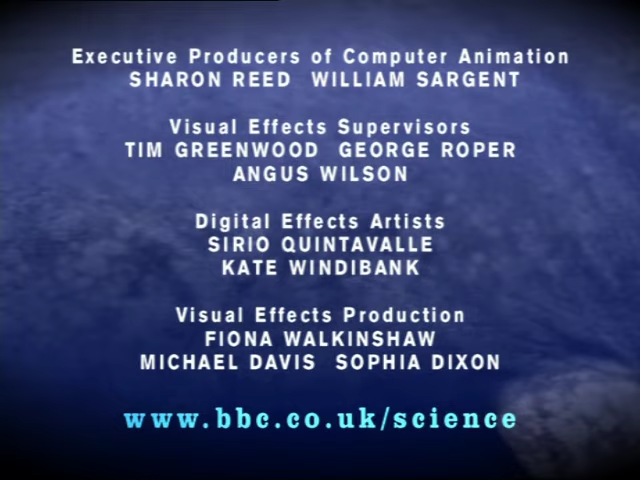 Executive Producers of Computer Animation
SHARON REED WILLIAM SARGENT
Visual Effects Supervisors
TIM GREENWOOD GEORGE ROPER
ANGUS WILSON
Digital Effects Artists
SIRIO QUINTAVALLE
KATE WINDIBANK
Visual Effects Production
FIONA WALKINSHAW
MICHAEL DAVIS SOPHIA DIXON
www.bbc.co.uk/science